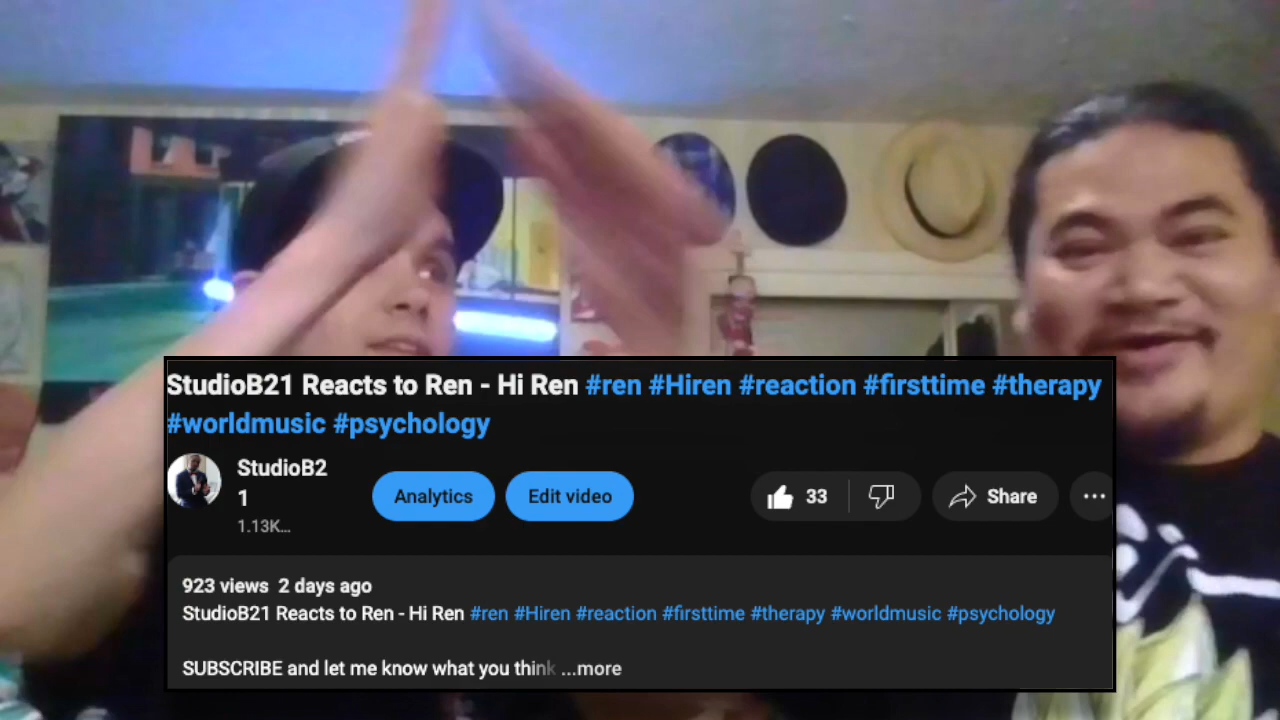 StudioB21 Reacts to Ren - Hi Ren #ren #Hiren #reaction #firsttime #therapy
#worldmusic #psychology
StudioB2
1
1.13K...
Analytics
Edit video
33
Share
923 views 2 days ago
StudioB21 Reacts to Ren - Hi Ren #ren #Hiren #reaction #firsttime #therapy #worldmusic #psychology
SUBSCRIBE and let me know what you think ...more